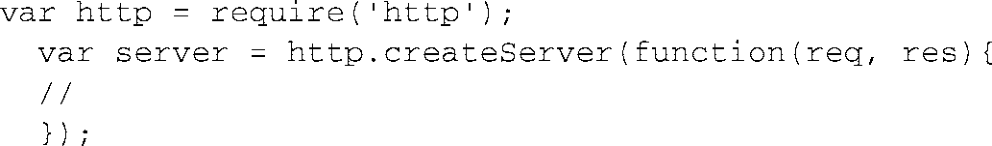 var http = require('http');
  var server = http.createServer(function(req, res){
  //
  });